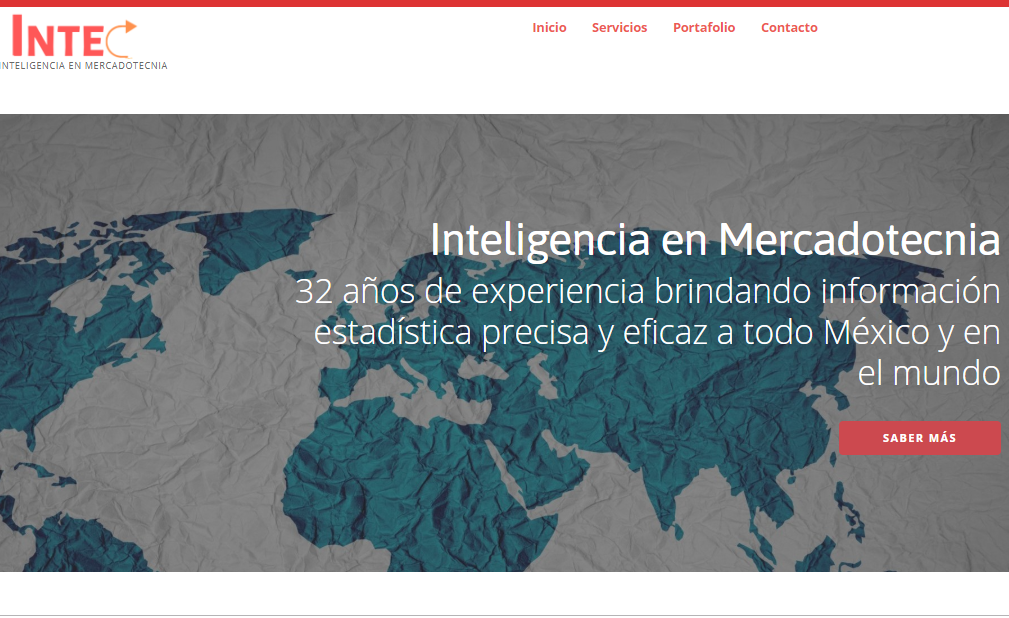 INTEC
INTELIGENCIA EN MERCADOTECNIA
Inicio Servicios Portafolio Contacto
Inteligencia en Mercadotecnia
32 años de experiencia brindando información
estadística precisa y eficaz a todo México y en
el mundo
SABER MÁS